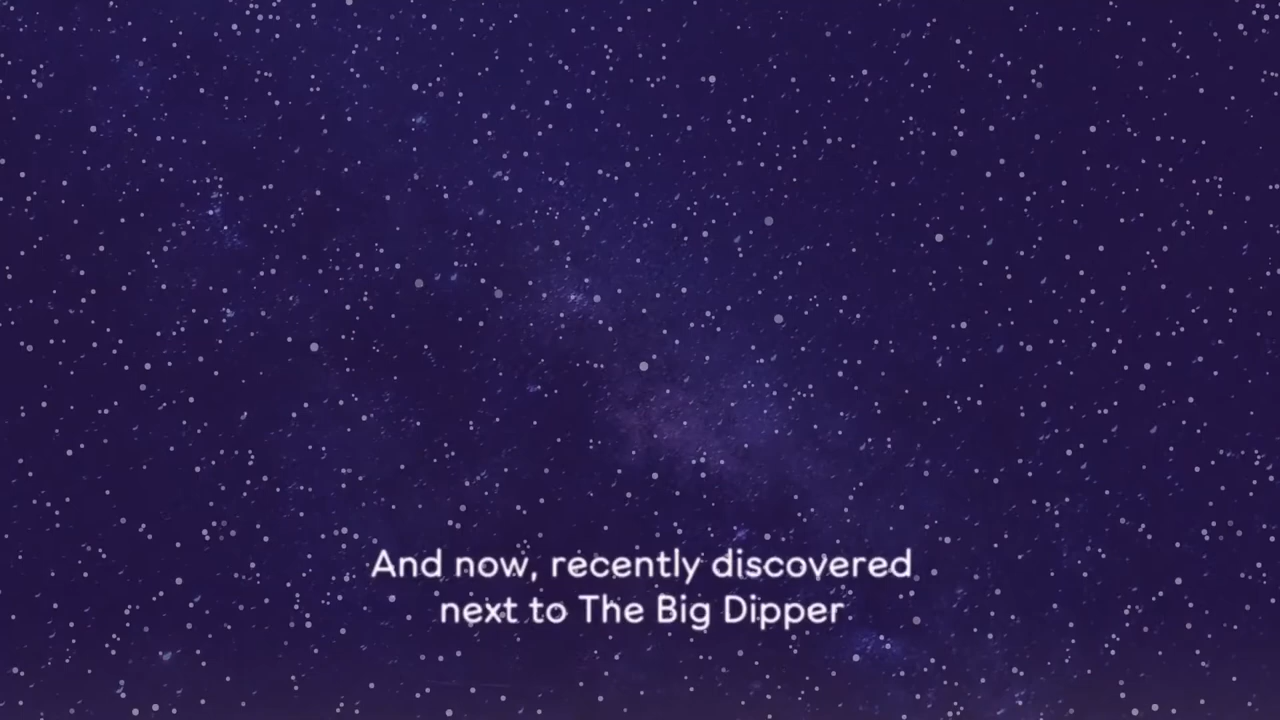 And now, recently discovered
next to The Big Dipper